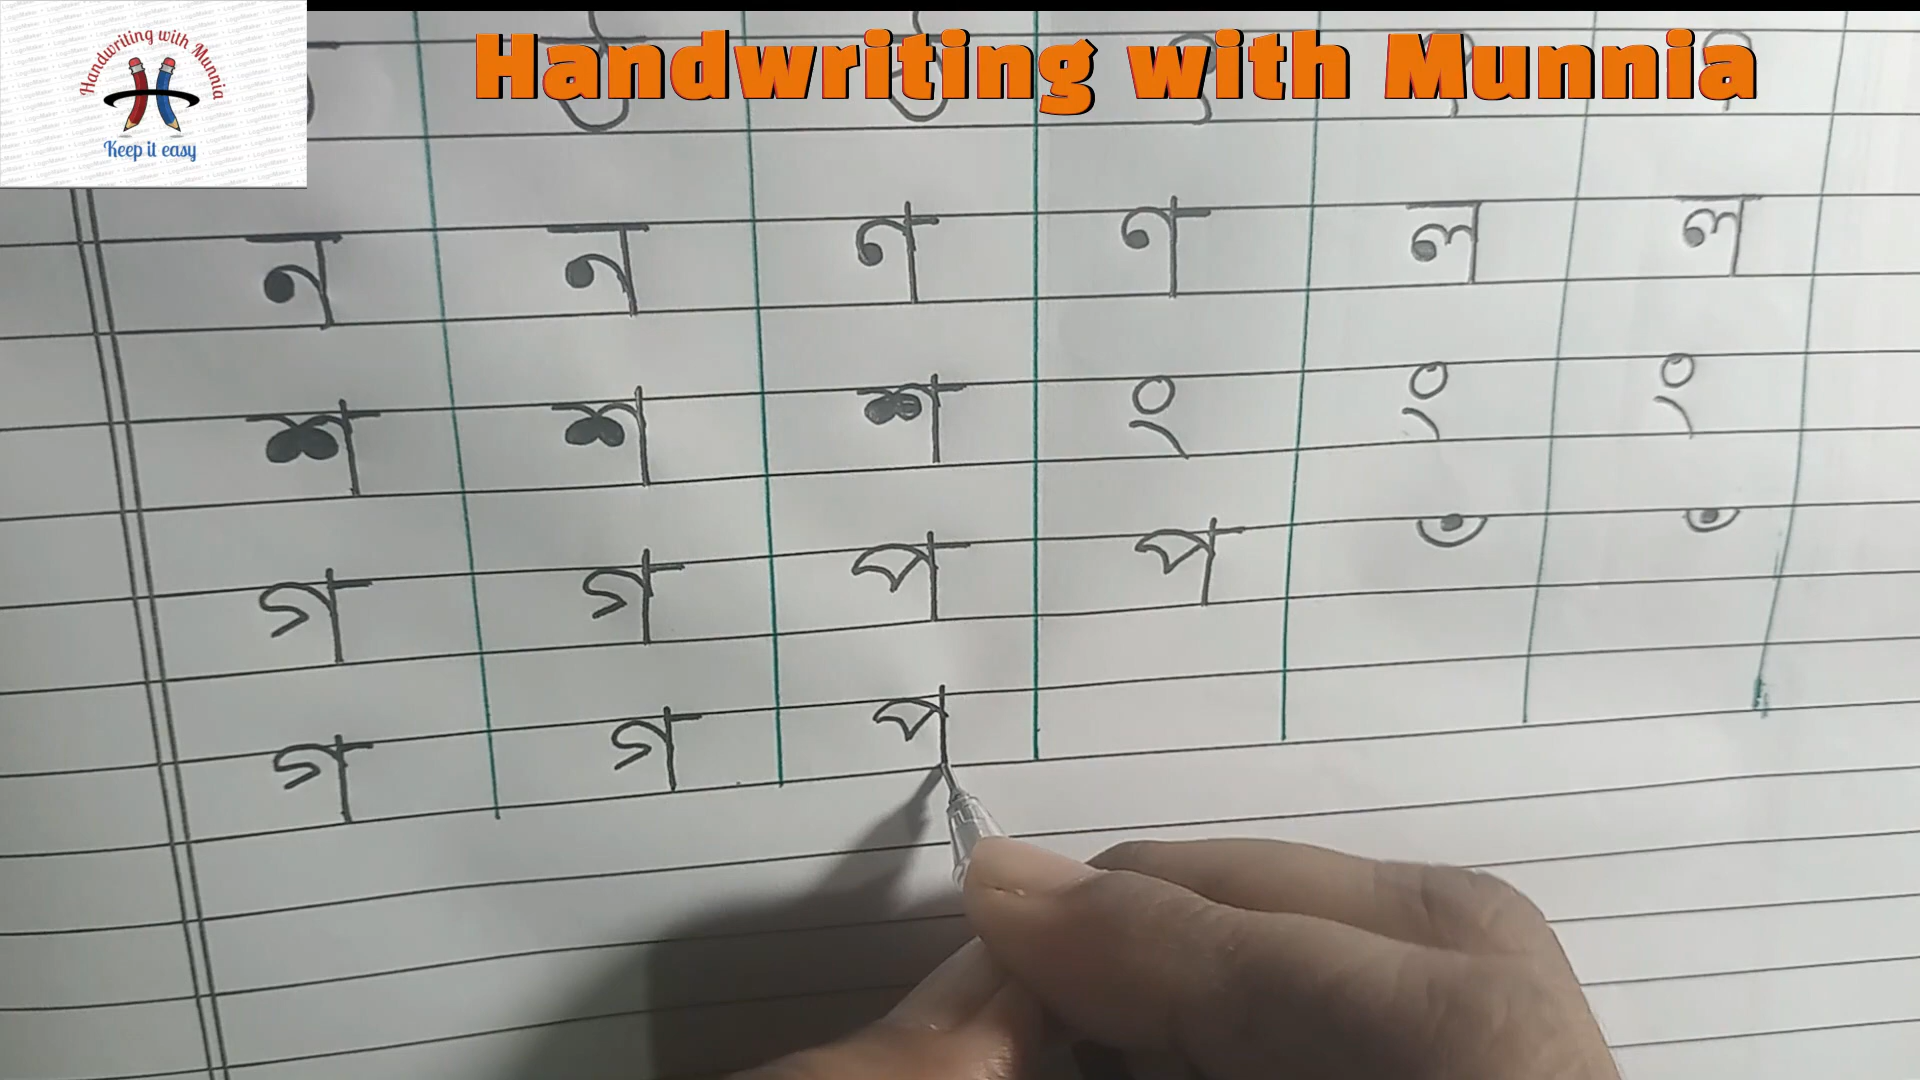 Handwriting with Munnia
Handwriting with Munnia
Keep it easy
ন ন ণ ণ ল ল
শ শ শ ং ং ং
গ গ প প ঁ ঁ
গ গ প